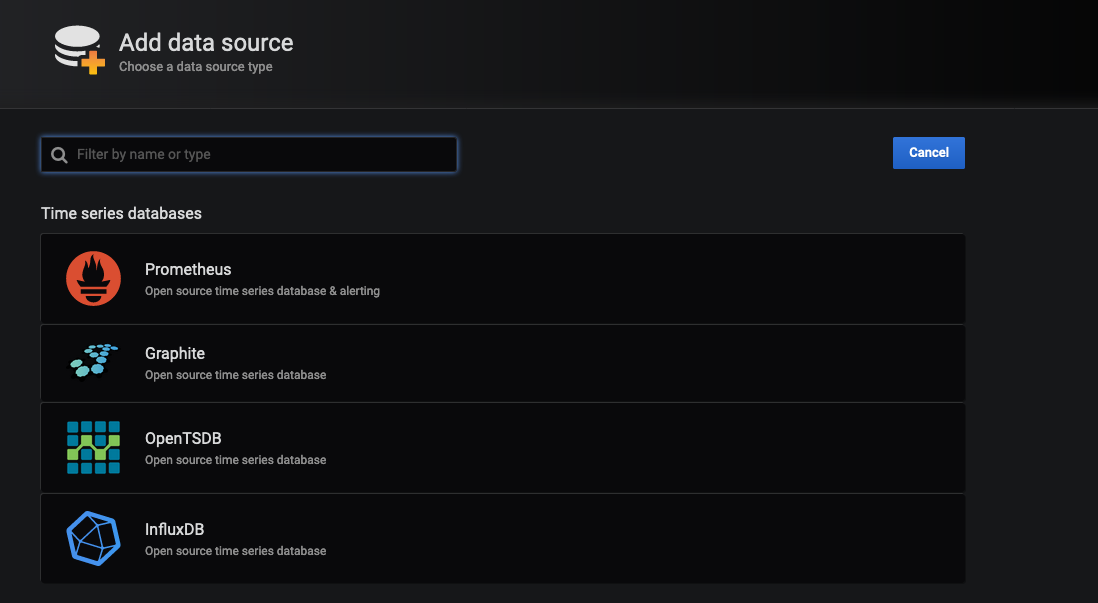 Add data source
Choose a data source type
Filter by name or type
Cancel
Time series databases
Prometheus
Open source time series database & alerting
Graphite
Open source time series database
OpenTSDB
Open source time series database
InfluxDB
Open source time series database